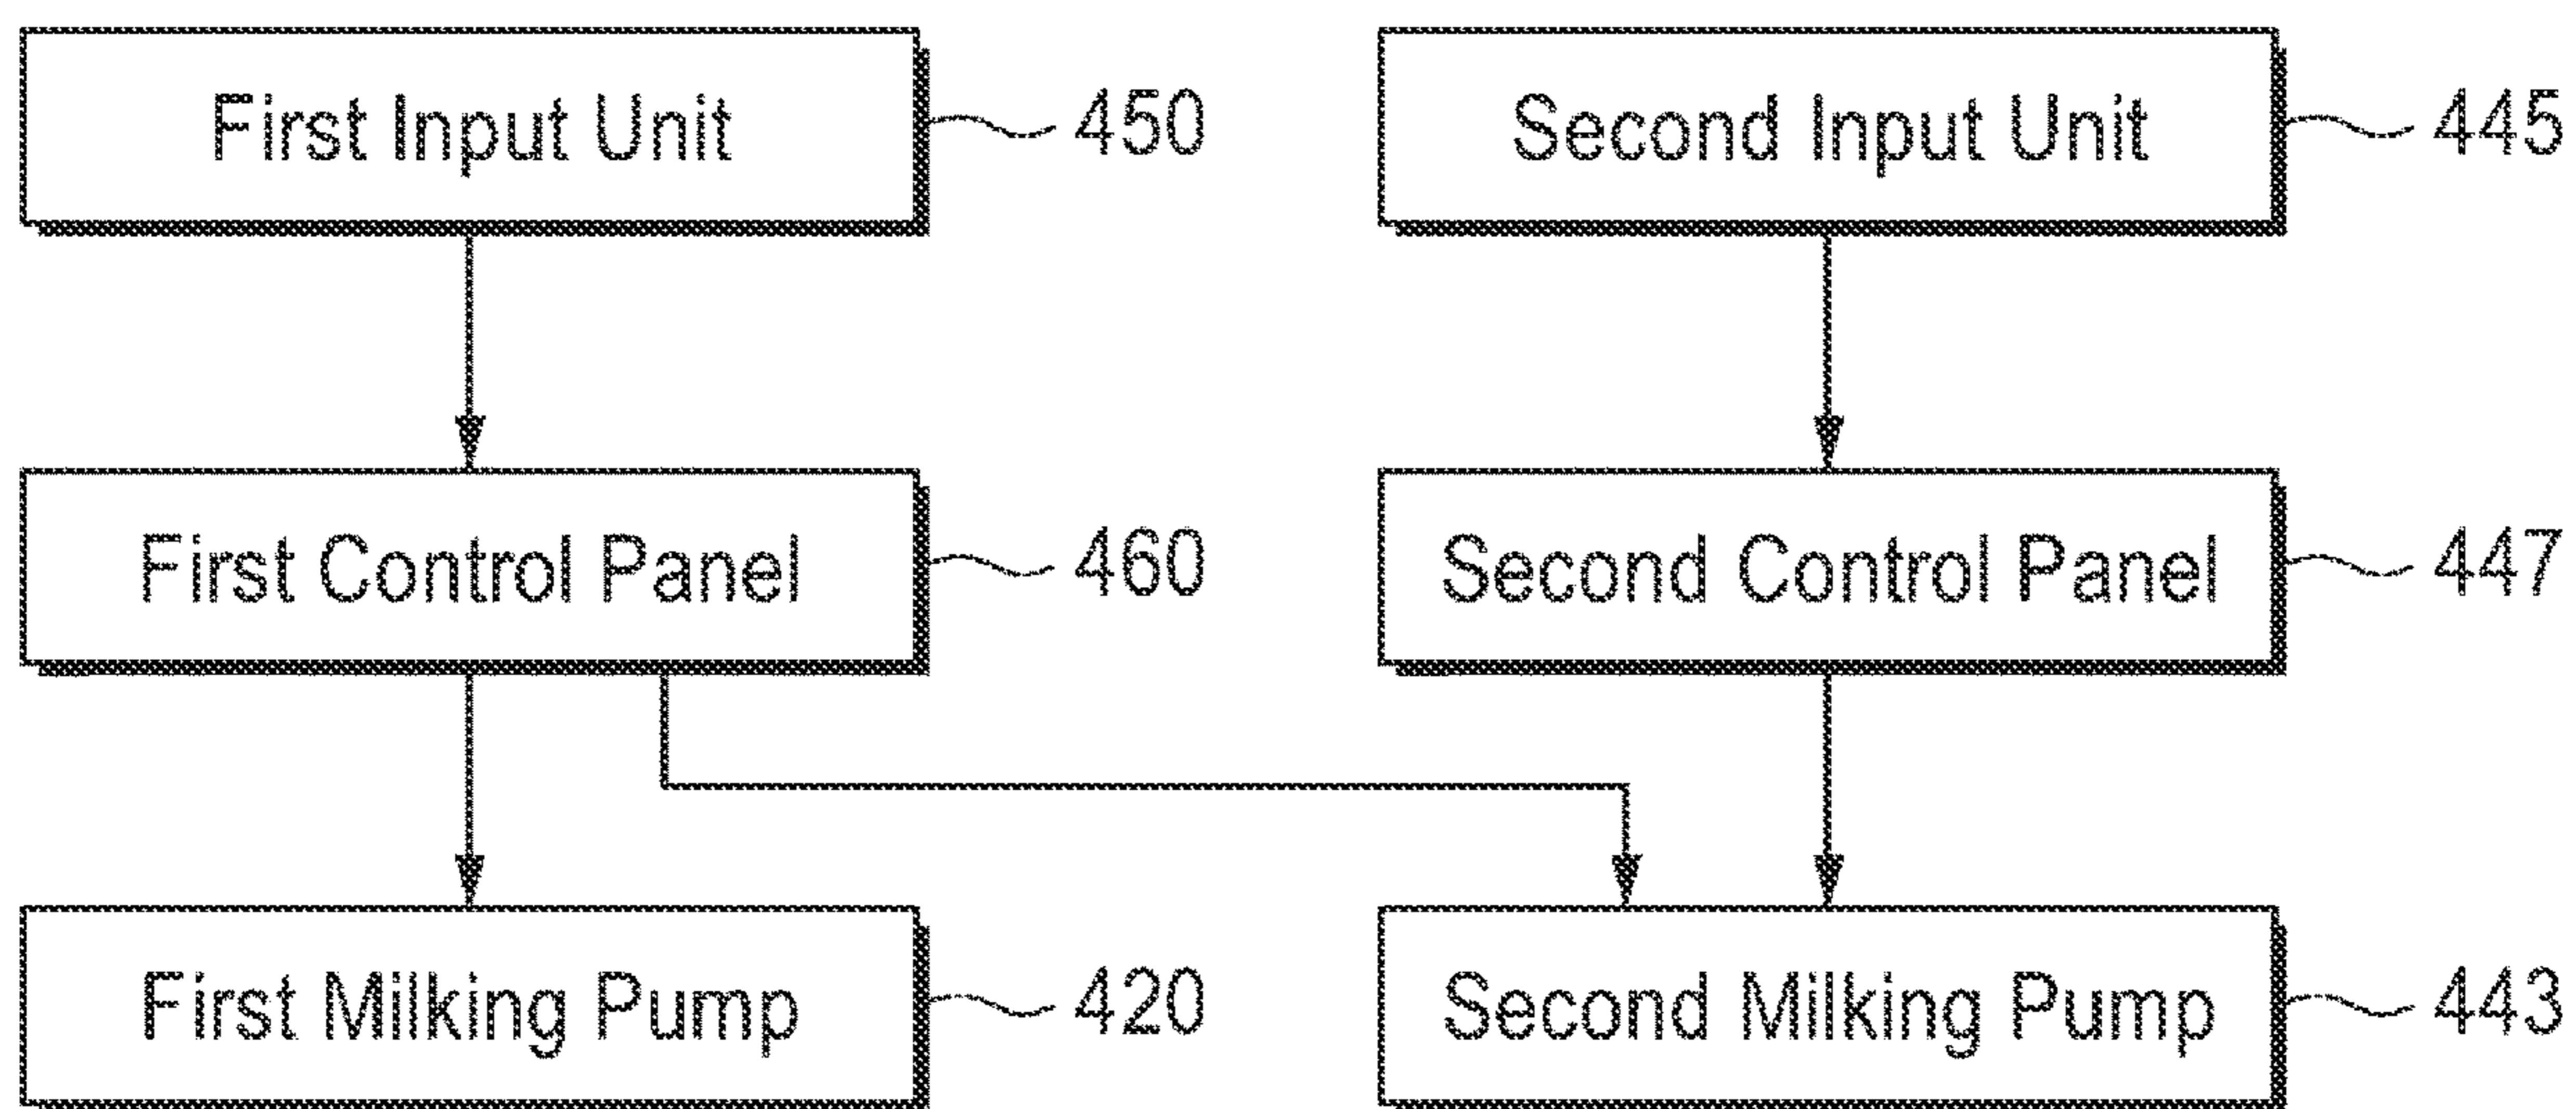 First Input Unit 450 Second Input Unit 445
First Control Panel 460 Second Control Panel 447
First Milking Pump 420 Second Milking Pump 443